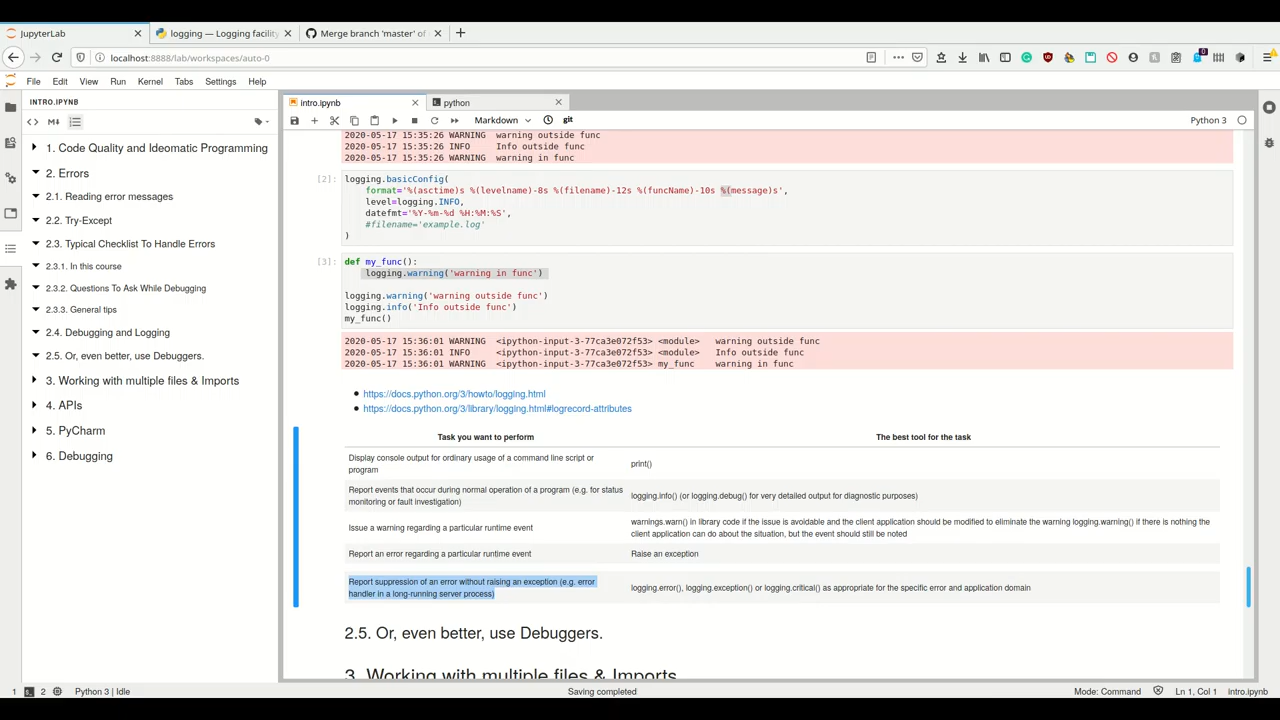 JupyterLab
logging — Logging facility
Merge branch 'master' of
localhost:8888/lab/workspaces/auto-0
File Edit View Run Kernel Tabs Settings Help
INTRO.IPYNB
1. Code Quality and Ideomatic Programming
2. Errors
2.1. Reading error messages
2.2. Try-Except
2.3. Typical Checklist To Handle Errors
2.3.1. In this course
2.3.2. Questions To Ask While Debugging
2.3.3. General tips
2.4. Debugging and Logging
2.5. Or, even better, use Debuggers.
3. Working with multiple files & Imports
4. APIs
5. PyCharm
6. Debugging
intro.ipynb
python
Markdown
git
Python 3
2020-05-17 15:35:26 WARNING  warning outside func
2020-05-17 15:35:26 INFO     Info outside func
2020-05-17 15:35:26 WARNING  warning in func
[2]:
logging.basicConfig(
format='%(asctime)s %(levelname)-8s %(filename)-12s %(funcName)-10s %(message)s',
level=logging.INFO,
datefmt='%Y-%m-%d %H:%M:%S',
#filename='example.log'
)
[3]:
def my_func():
logging.warning('warning in func')
logging.warning('warning outside func')
logging.info('Info outside func')
my_func()
2020-05-17 15:36:01 WARNING  <ipython-input-3-77ca3e072f53> <module>   warning outside func
2020-05-17 15:36:01 INFO     <ipython-input-3-77ca3e072f53> <module>   Info outside func
2020-05-17 15:36:01 WARNING  <ipython-input-3-77ca3e072f53> my_func    warning in func
https://docs.python.org/3/howto/logging.html
https://docs.python.org/3/library/logging.html#logrecord-attributes
Task you want to perform
The best tool for the task
Display console output for ordinary usage of a command line script or
program
print()
Report events that occur during normal operation of a program (e.g. for status
monitoring or fault investigation)
logging.info() (or logging.debug() for very detailed output for diagnostic purposes)
Issue a warning regarding a particular runtime event
warnings.warn() in library code if the issue is avoidable and the client application should be modified to eliminate the warning logging.warning() if there is nothing the
client application can do about the situation, but the event should still be noted
Report an error regarding a particular runtime event
Raise an exception
Report suppression of an error without raising an exception (e.g. error
handler in a long-running server process)
logging.error(), logging.exception() or logging.critical() as appropriate for the specific error and application domain
2.5. Or, even better, use Debuggers.
3. Working with multiple files & Imports
1 2 Python 3 | Idle
Saving completed
Mode: Command
Ln 1, Col 1
intro.ipynb